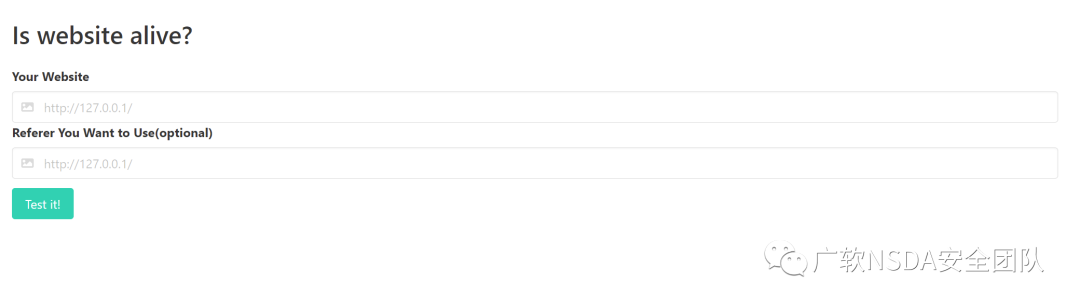 Is website alive?
Your Website
http://127.0.0.1/
Referer You Want to Use(optional)
http://127.0.0.1/
Test it!
广软NSDA安全团队